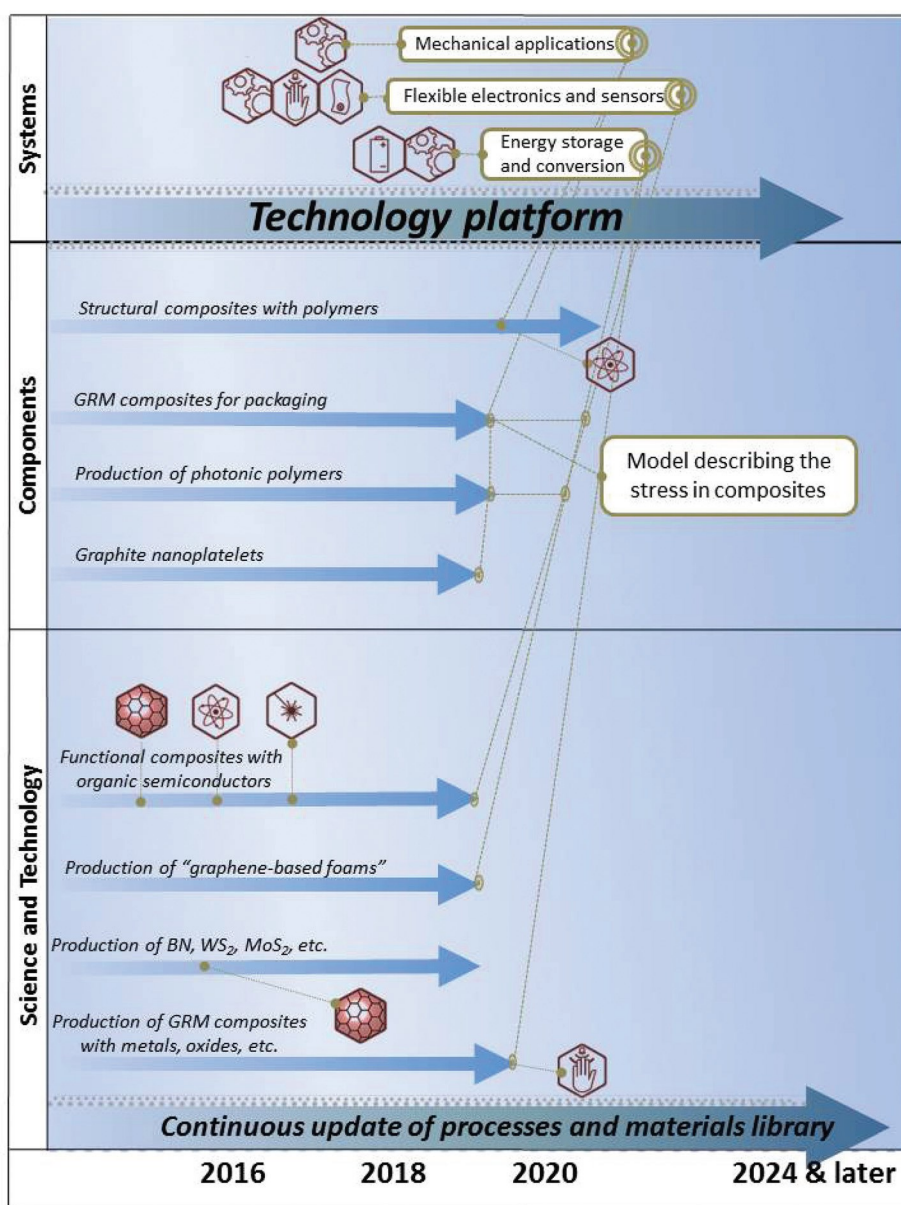 Systems
Mechanical applications
Flexible electronics and sensors
Energy storage
and conversion
Technology platform
Components
Structural composites with polymers
GRM composites for packaging
Production of photonic polymers
Graphite nanoplatelets
Model describing the
stress in composites
Science and Technology
Functional composites with
organic semiconductors
Production of “graphene-based foams”
Production of BN, WS₂, MoS₂, etc.
Production of GRM composites
with metals, oxides, etc.
Continuous update of processes and materials library
2016 2018 2020 2024 & later